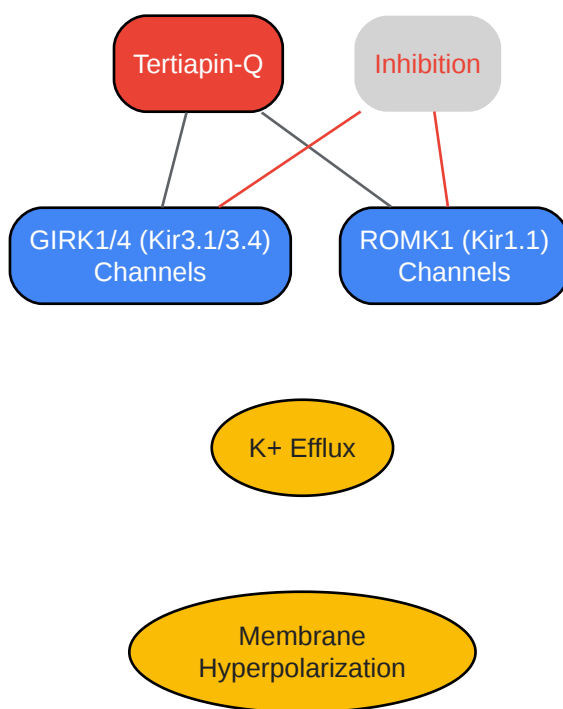 Tertiapin-Q
Inhibition
GIRK1/4 (Kir3.1/3.4)
Channels
ROMK1 (Kir1.1)
Channels
K+ Efflux
Membrane
Hyperpolarization